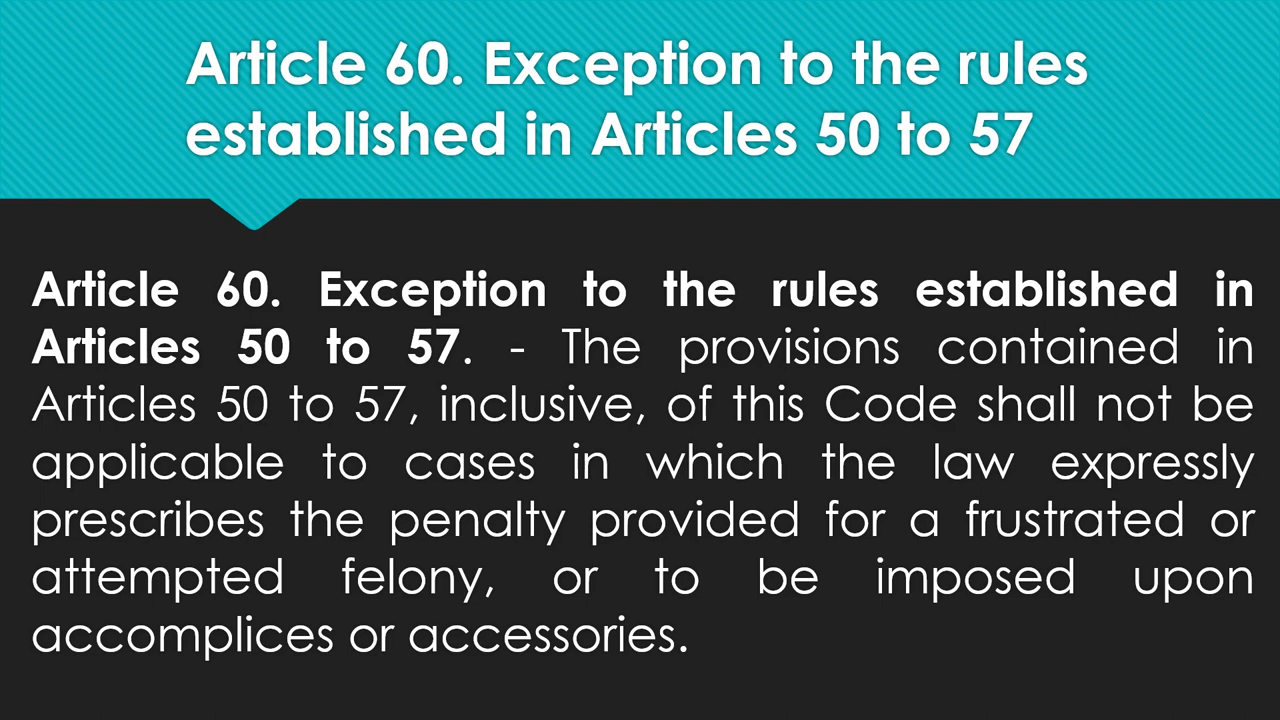 Article 60. Exception to the rules
established in Articles 50 to 57
Article 60. Exception to the rules established in
Articles 50 to 57. - The provisions contained in
Articles 50 to 57, inclusive, of this Code shall not be
applicable to cases in which the law expressly
prescribes the penalty provided for a frustrated or
attempted felony, or to be imposed upon
accomplices or accessories.